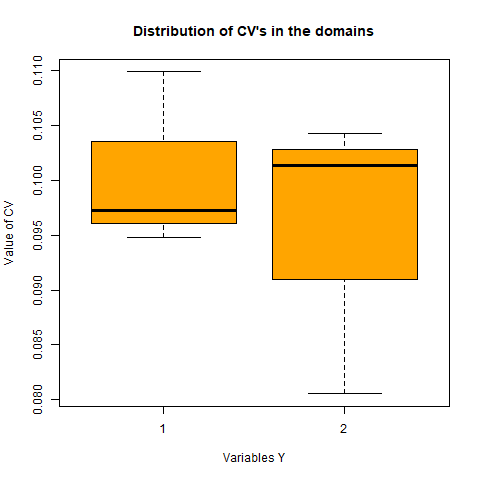 Distribution of CV's in the domains
Value of CV
0.110
0.105
0.100
0.095
0.090
0.085
0.080
1 2
Variables Y